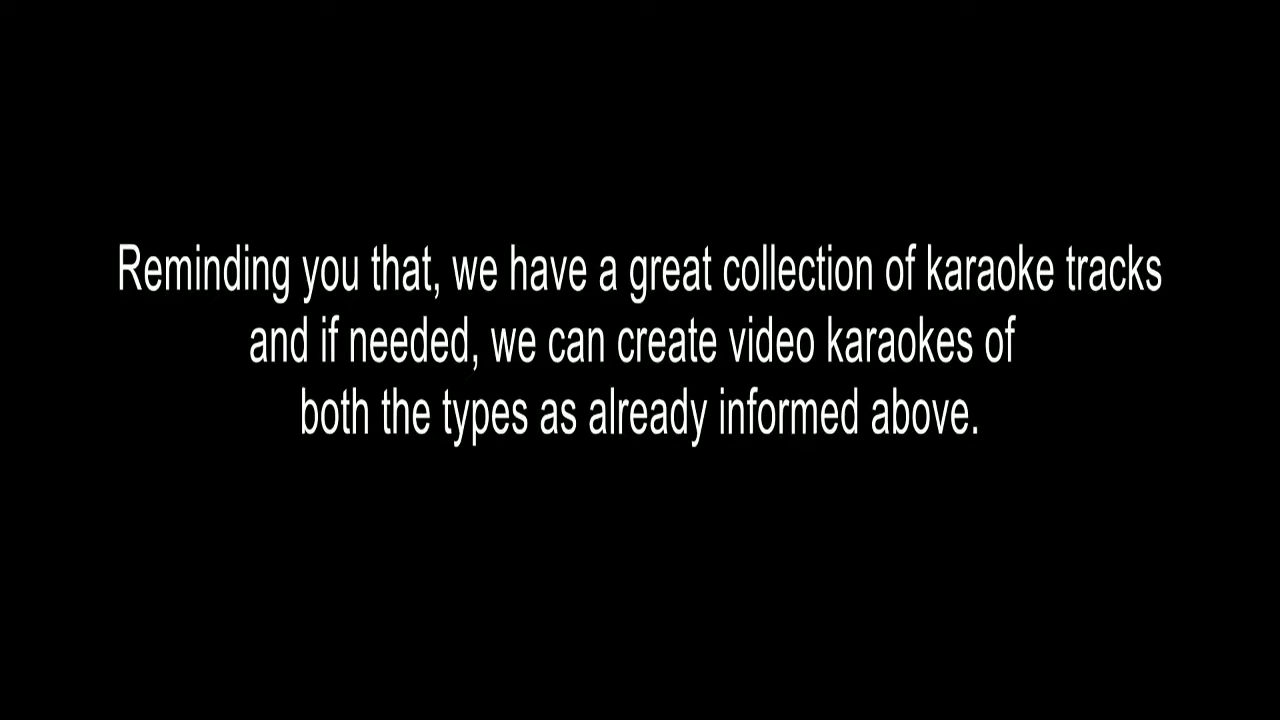 Reminding you that, we have a great collection of karaoke tracks
and if needed, we can create video karaokes of
both the types as already informed above.